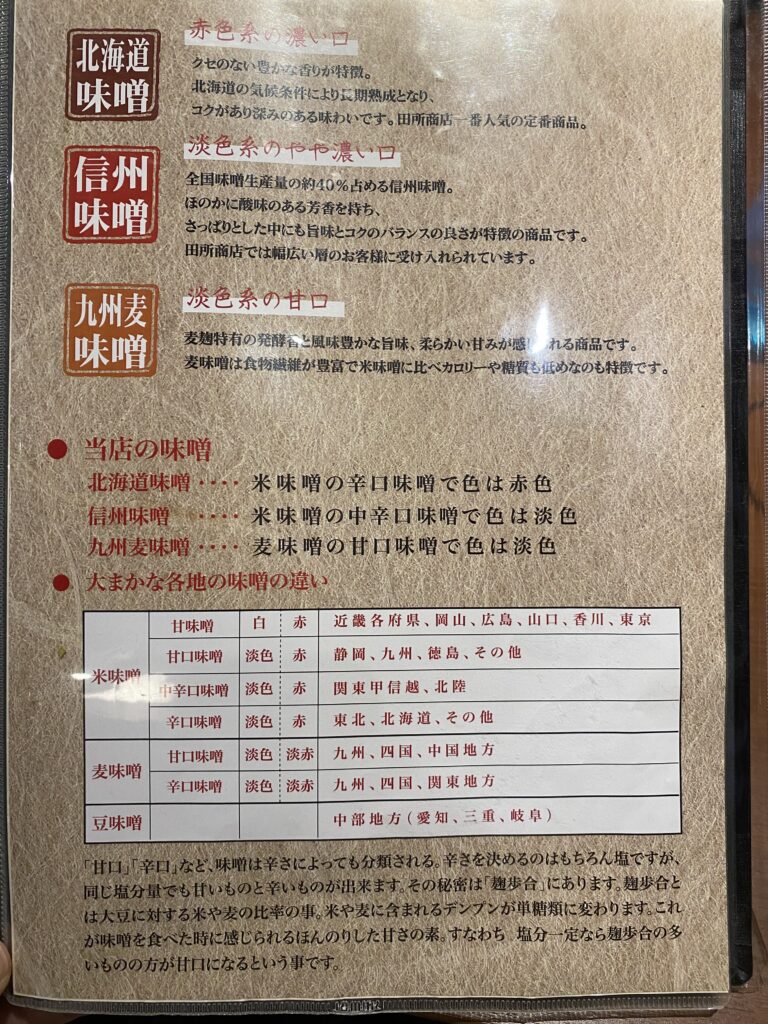 北海道
味噌
赤色系の濃い口
クセのない豊かな香りが特徴。
北海道の気候条件により長期熟成となり、
コクがあり深みのある味わいです。田所商店一番人気の定番商品。
信州
味噌
淡色系のやや濃い口
全国味噌生産量の約40%占める信州味噌。
ほのかに酸味のある芳香を持ち、
さっぱりとした中にも旨味とコクのバランスの良さが特徴の商品です。
田所商店では幅広い層のお客様に受け入れられています。
九州麦
味噌
淡色系の甘口
麦麹特有の発酵香と風味豊かな旨味、柔らかい甘みが感じられる商品です。
麦味噌は食物繊維が豊富で米味噌に比べカロリーや糖質も低めなのも特徴です。
● 当店の味噌
北海道味噌・・・・ 米味噌の辛口味噌で色は赤色
信州味噌 ・・・・ 米味噌の中辛口味噌で色は淡色
九州麦味噌・・・・ 麦味噌の甘口味噌で色は淡色
● 大まかな各地の味噌の違い
米味噌
甘味噌 白 赤 近畿各府県、岡山、広島、山口、香川、東京
甘口味噌 淡色 赤 静岡、九州、徳島、その他
中辛口味噌 淡色 赤 関東甲信越、北陸
辛口味噌 淡色 赤 東北、北海道、その他
麦味噌
甘口味噌 淡色 淡赤 九州、四国、中国地方
辛口味噌 淡色 淡赤 九州、四国、関東地方
豆味噌 中部地方(愛知、三重、岐阜)
「甘口」「辛口」など、味噌は辛さによっても分類される。辛さを決めるのはもちろん塩ですが、
同じ塩分量でも甘いものと辛いものが出来ます。その秘密は「麹歩合」にあります。麹歩合と
は大豆に対する米や麦の比率の事。米や麦に含まれるデンプンが単糖類に変わります。これ
が味噌を食べた時に感じられるほんのりした甘さの素。すなわち 塩分一定なら麹歩合の多
いものの方が甘口になるという事です。